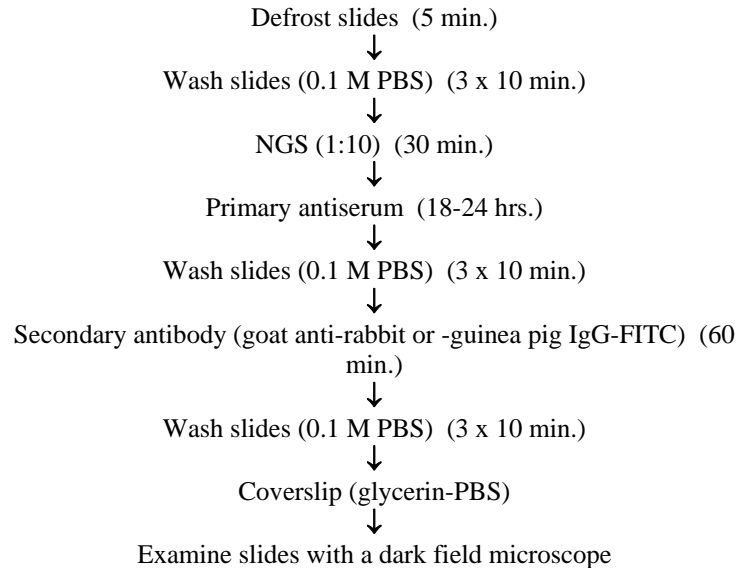 Defrost slides (5 min.)
↓
Wash slides (0.1 M PBS) (3 x 10 min.)
↓
NGS (1:10) (30 min.)
↓
Primary antiserum (18-24 hrs.)
↓
Wash slides (0.1 M PBS) (3 x 10 min.)
↓
Secondary antibody (goat anti-rabbit or -guinea pig IgG-FITC) (60
min.)
↓
Wash slides (0.1 M PBS) (3 x 10 min.)
↓
Coverslip (glycerin-PBS)
↓
Examine slides with a dark field microscope